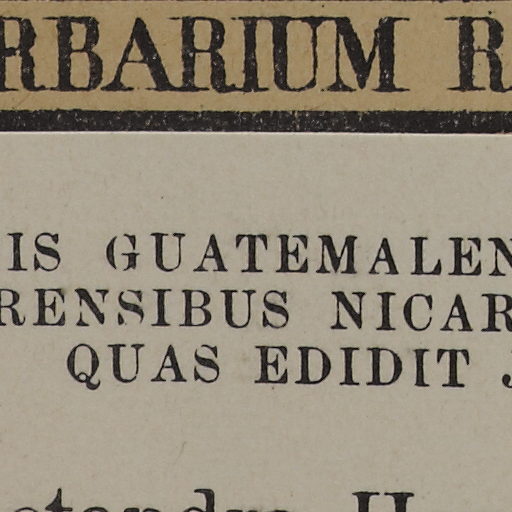 RBARIUM R
IS GUATEMALEN
RENSIBUS NICAR
QUAS EDIDIT J